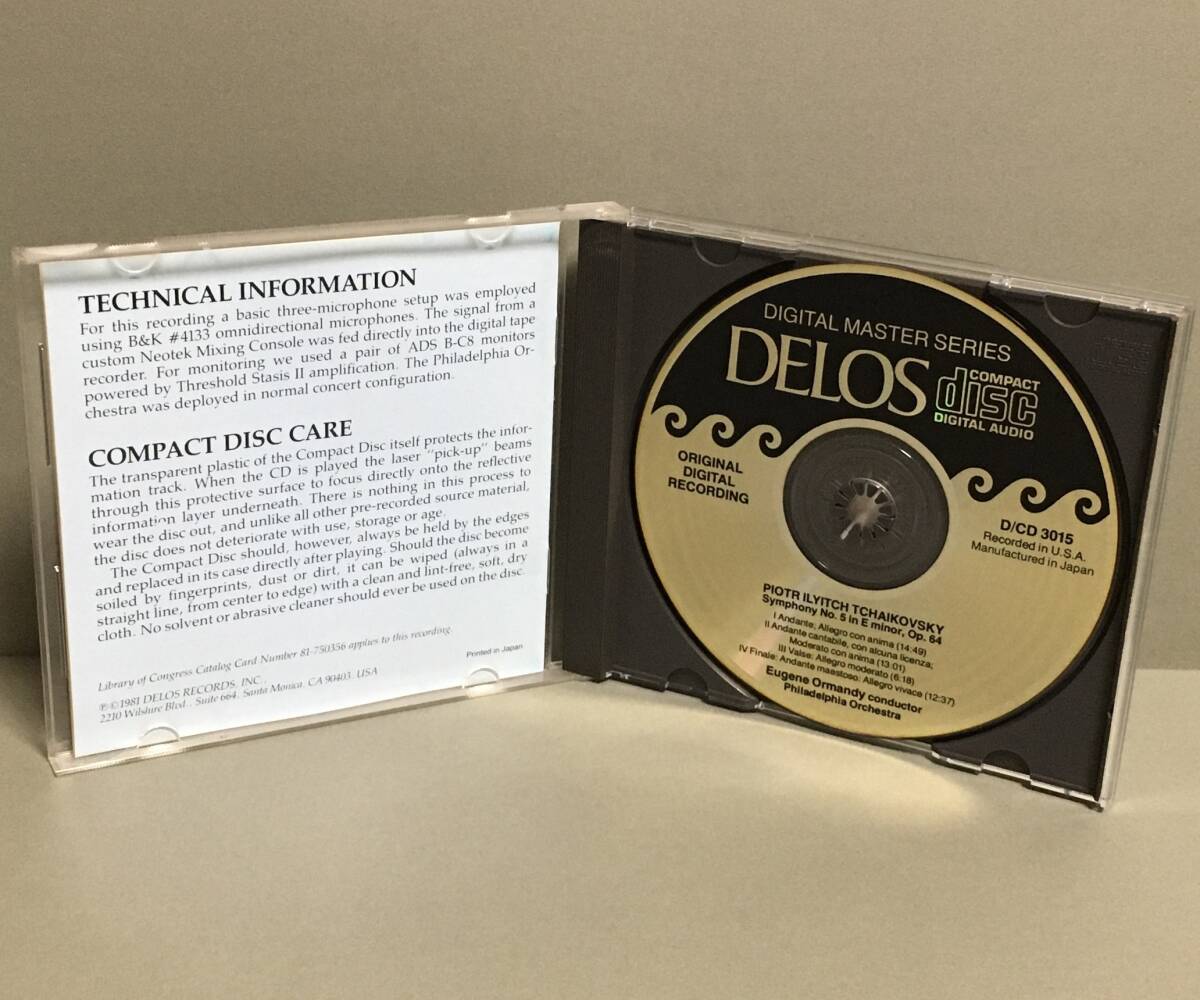 TECHNICAL INFORMATION
For this recording a basic three-microphone setup was employed
using B&K #4133 omnidirectional microphones. The signal from a
custom Neotek Mixing Console was fed directly into the digital tape
recorder. For monitoring we used a pair of ADS B-C8 monitors
powered by Threshold Stasis II amplification. The Philadelphia Or-
chestra was deployed in normal concert configuration.
COMPACT DISC CARE
The transparent plastic of the Compact Disc itself protects the infor-
mation track. When the CD is played the laser "pick-up" beams
through this protective surface to focus directly onto the reflective
information layer underneath. There is nothing in this process to
wear the disc out, and unlike all other pre-recorded source material,
the disc does not deteriorate with use, storage or age.
The Compact Disc should, however, always be held by the edges
and replaced in its case directly after playing. Should the disc become
soiled by fingerprints, dust or dirt, it can be wiped (always in a
straight line, from center to edge) with a clean and lint-free, soft, dry
cloth. No solvent or abrasive cleaner should ever be used on the disc.
Library of Congress Catalog Card Number 81-750356 applies to this recording.
Printed in Japan
℗©1981 DELOS RECORDS, INC.,
2210 Wilshire Blvd., Suite 664, Santa Monica, CA 90403, USA
DIGITAL MASTER SERIES
DELOS
COMPACT
disc
DIGITAL AUDIO
ORIGINAL
DIGITAL
RECORDING
D/CD 3015
Recorded in U.S.A.
Manufactured in Japan
PIOTR ILYITCH TCHAIKOVSKY
Symphony No. 5 in E minor, Op. 64
I Andante; Allegro con anima (14:49)
II Andante cantabile, con alcuna licenza;
Moderato con anima (13:01)
III Valse: Allegro moderato (6:18)
IV Finale: Andante maestoso: Allegro vivace (12:37)
Eugene Ormandy conductor
Philadelphia Orchestra